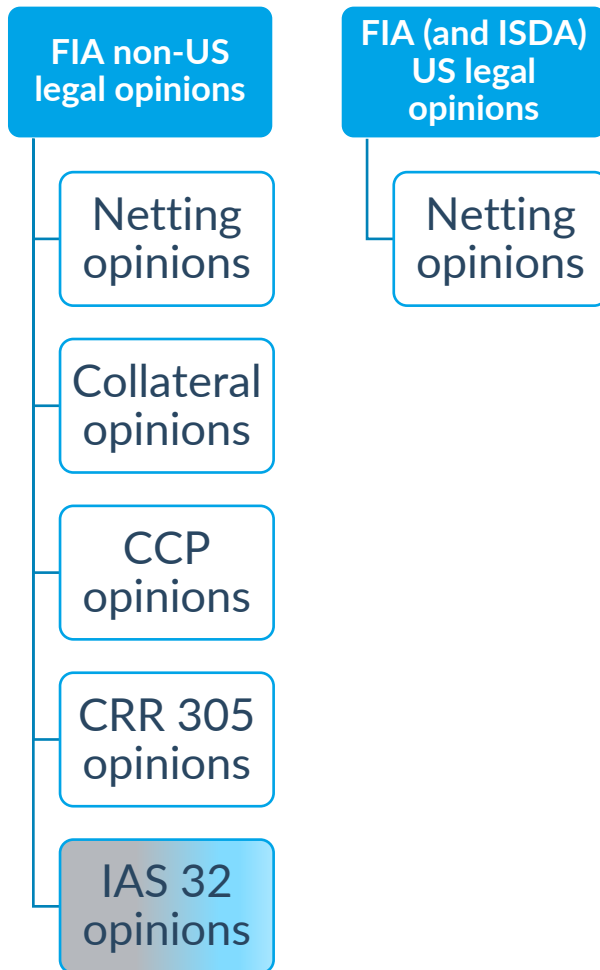 FIA non-US
legal opinions
Netting
opinions
Collateral
opinions
CCP
opinions
CRR 305
opinions
IAS 32
opinions
FIA (and ISDA)
US legal
opinions
Netting
opinions